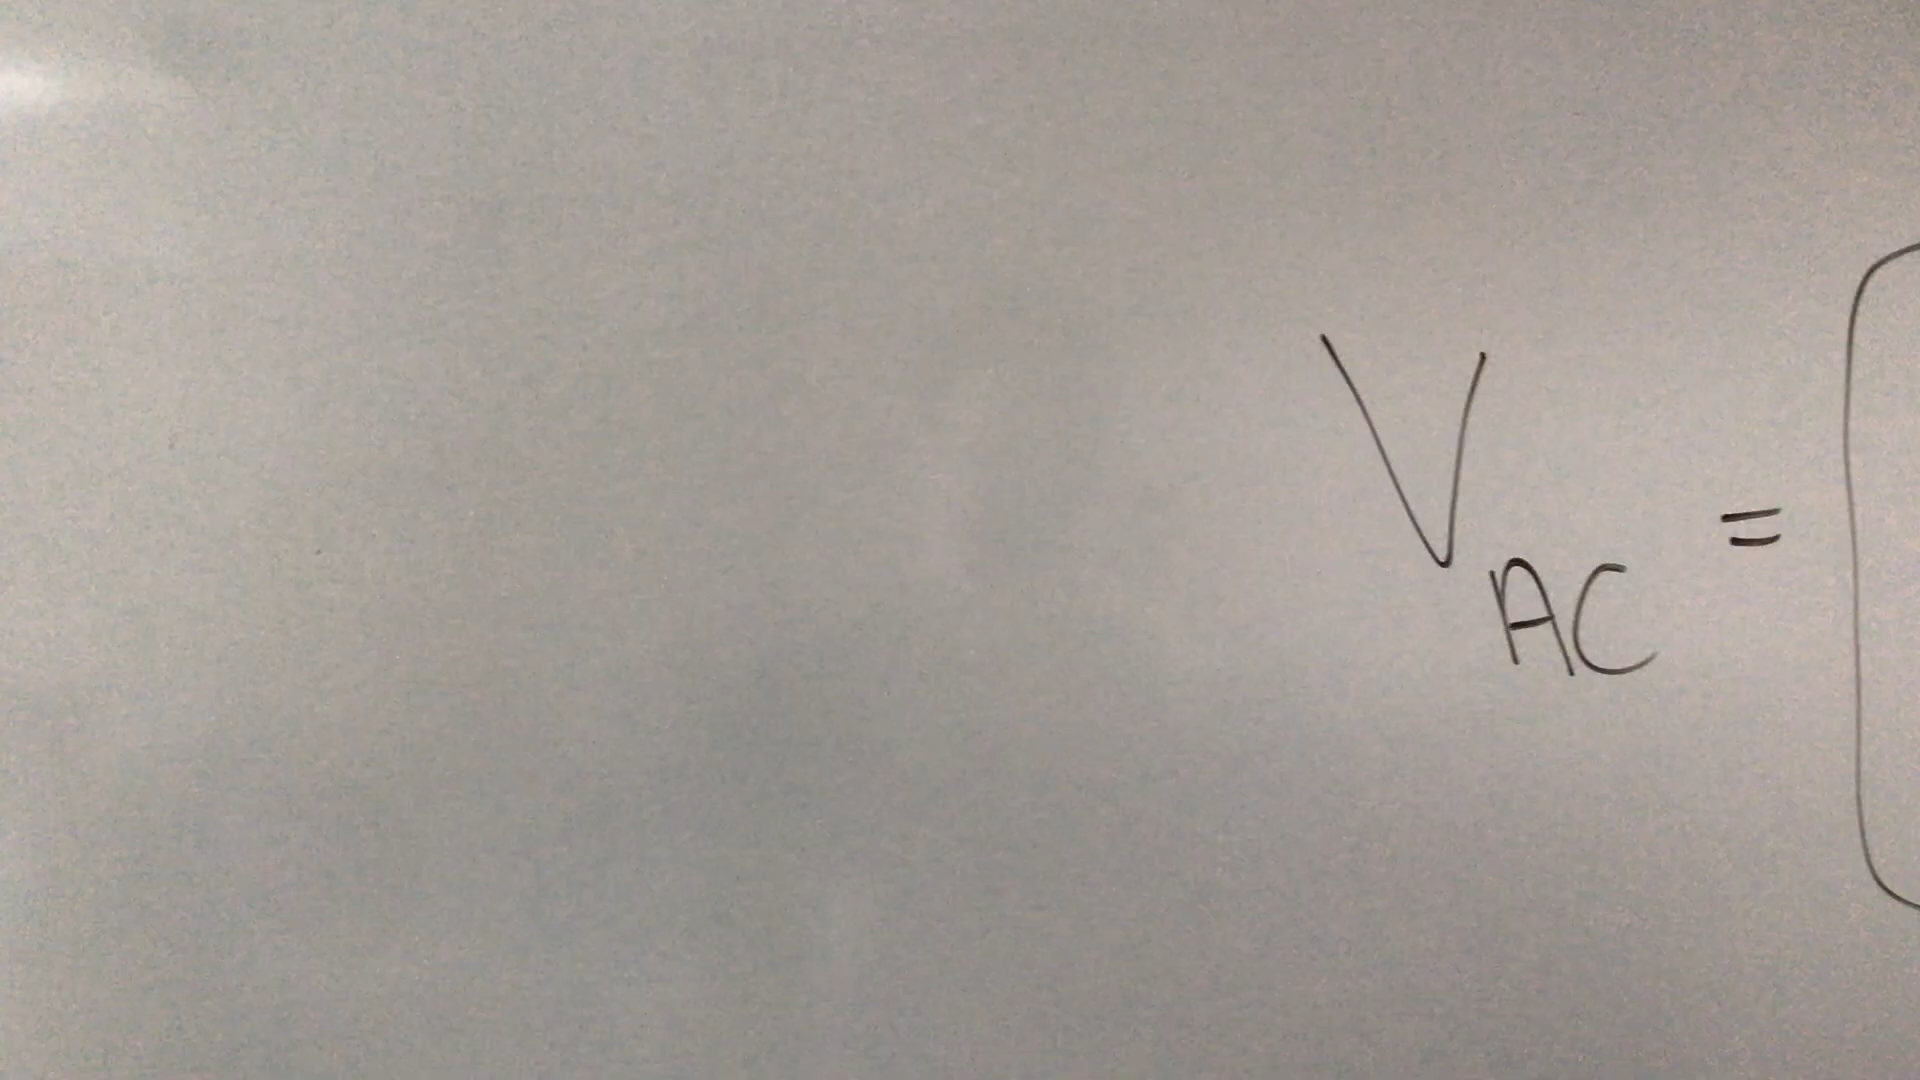 V_AC = [